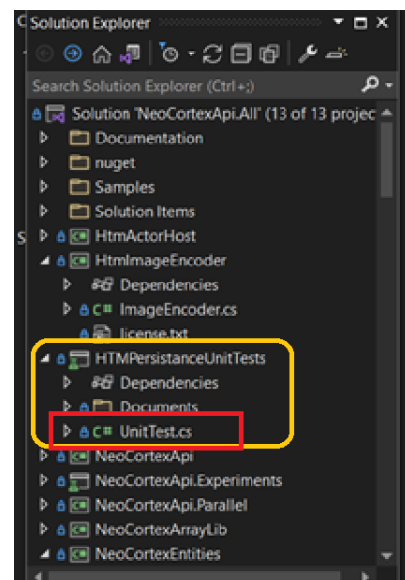 Solution Explorer
Search Solution Explorer (Ctrl+;)
Solution "NeoCortexApi.All" (13 of 13 projec
Documentation
nuget
Samples
Solution Items
HtmActorHost
HtmImageEncoder
Dependencies
C# ImageEncoder.cs
license.txt
HTMPersistanceUnitTests
Dependencies
Documents
C# UnitTest.cs
NeoCortexApi
NeoCortexApi.Experiments
NeoCortexApi.Parallel
NeoCortexArrayLib
NeoCortexEntities